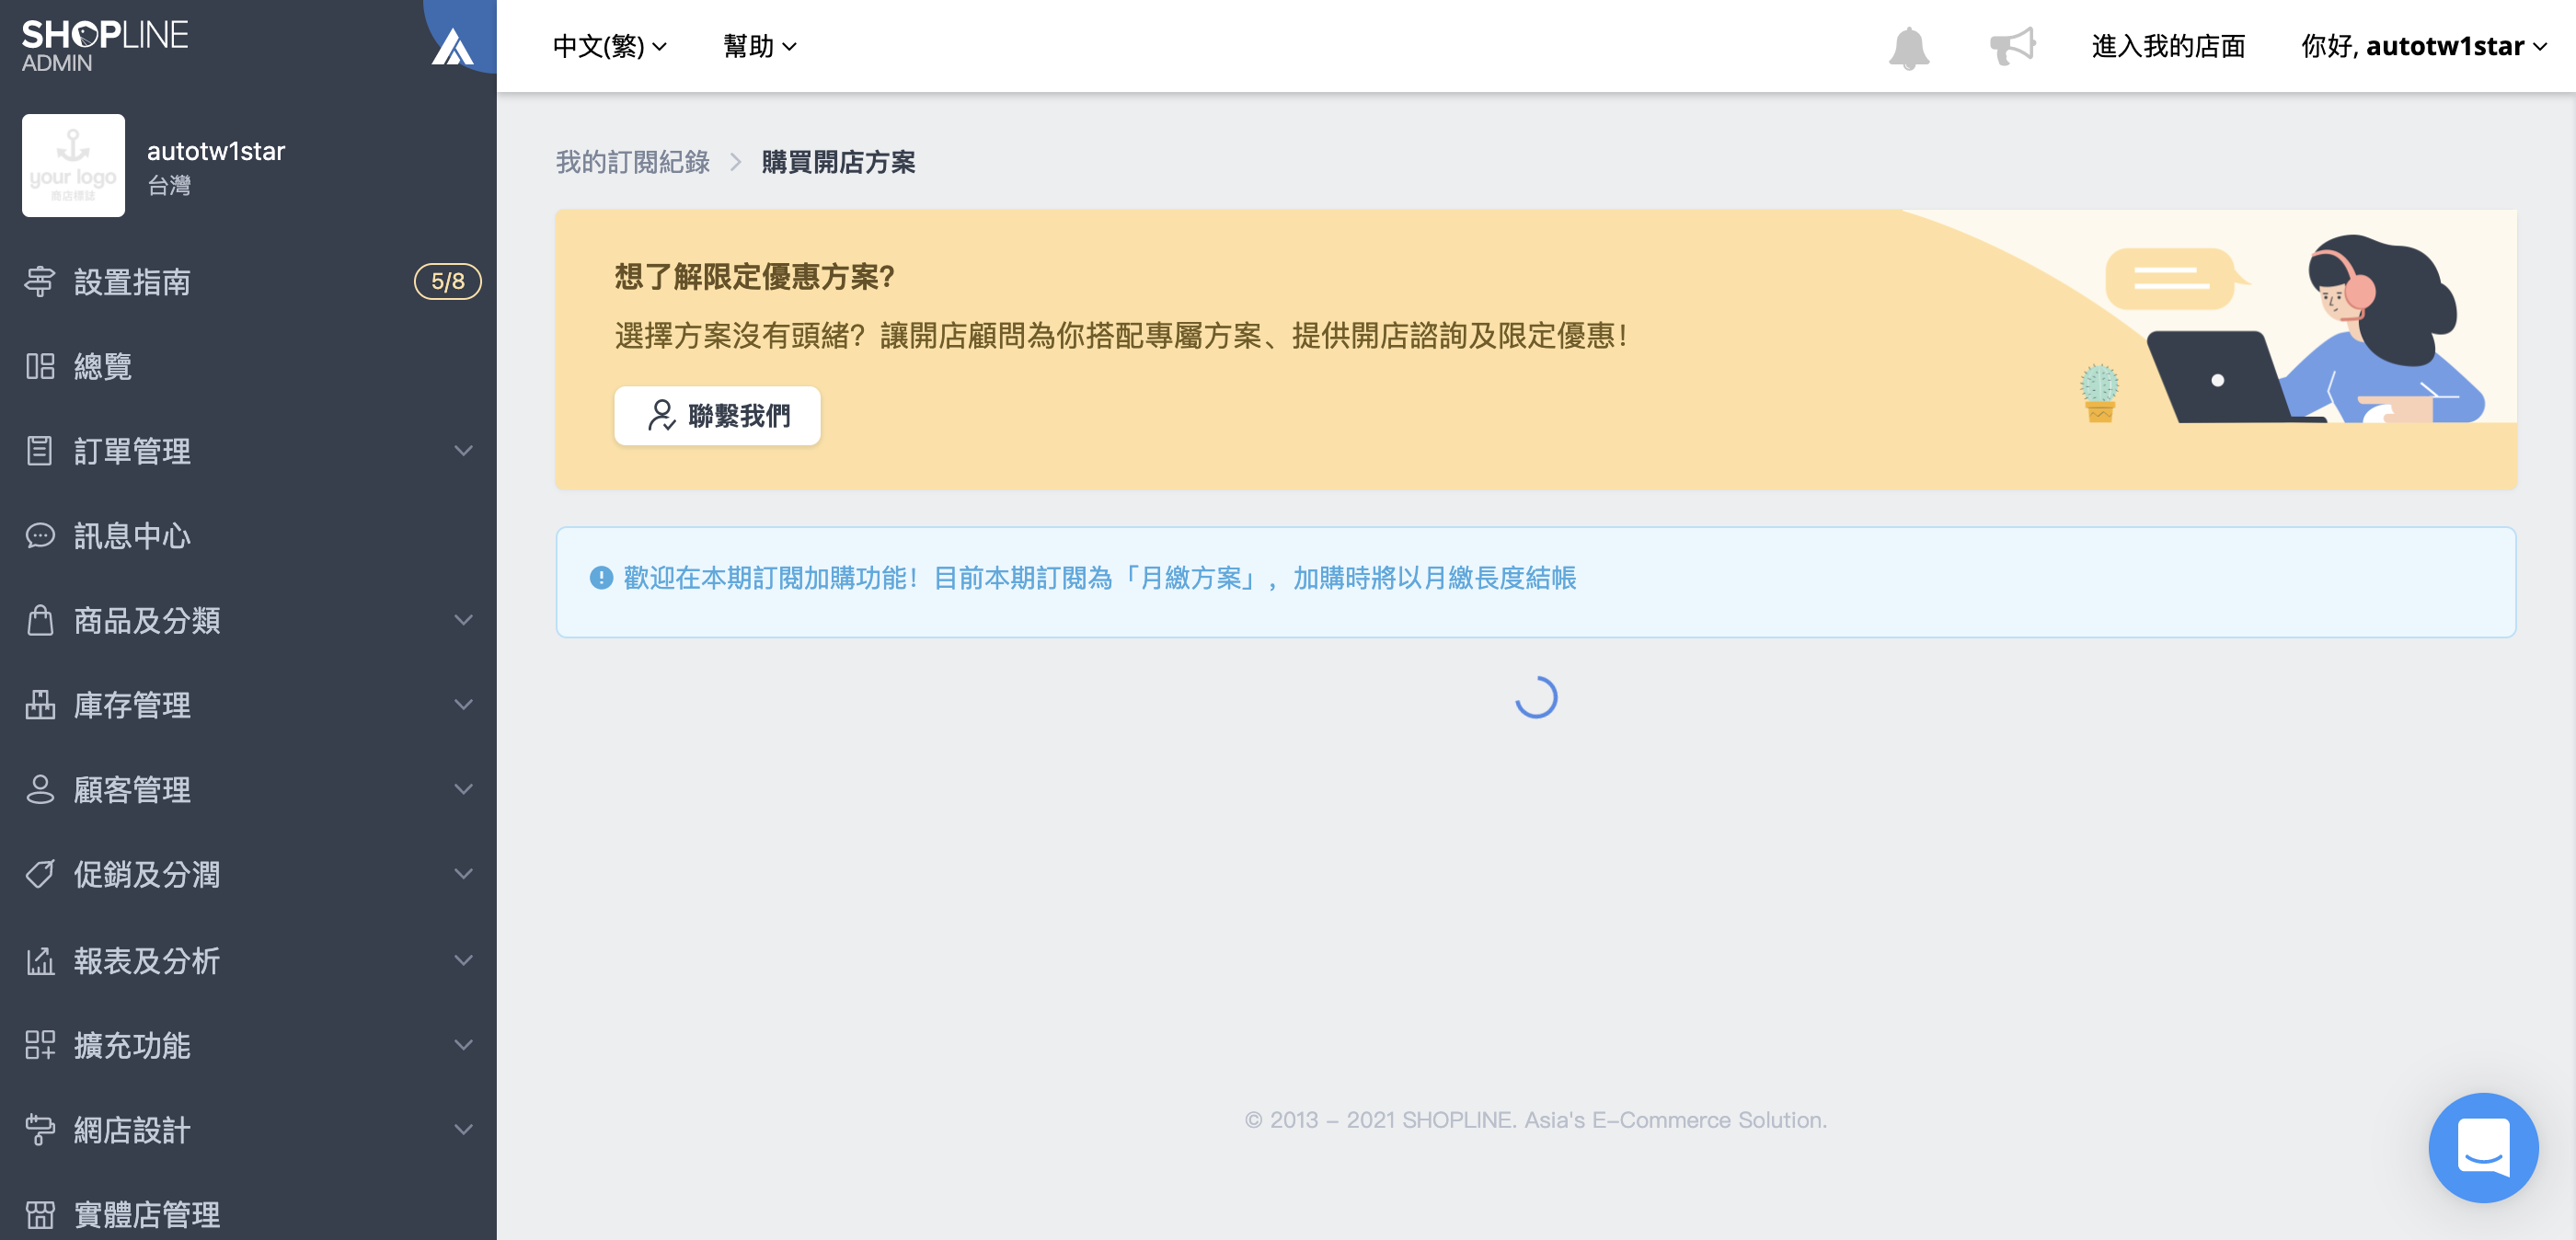 SHOPLINE
ADMIN
中文(繁)
幫助
進入我的店面
你好, autotw1star
your logo
商店標誌
autotw1star
台灣
設置指南
5/8
總覽
訂單管理
訊息中心
商品及分類
庫存管理
顧客管理
促銷及分潤
報表及分析
擴充功能
網店設計
實體店管理
我的訂閱紀錄 > 購買開店方案
想了解限定優惠方案?
選擇方案沒有頭緒？讓開店顧問為你搭配專屬方案、提供開店諮詢及限定優惠！
聯繫我們
歡迎在本期訂閱加購功能！目前本期訂閱為「月繳方案」，加購時將以月繳長度結帳
© 2013 – 2021 SHOPLINE. Asia's E-Commerce Solution.